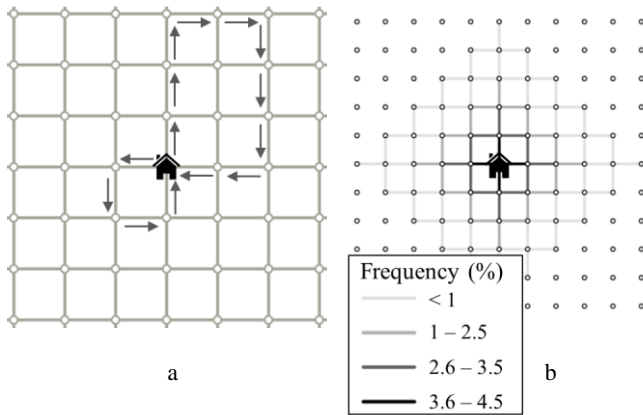 Frequency (%)
< 1
1 – 2.5
2.6 – 3.5
3.6 – 4.5
a
b